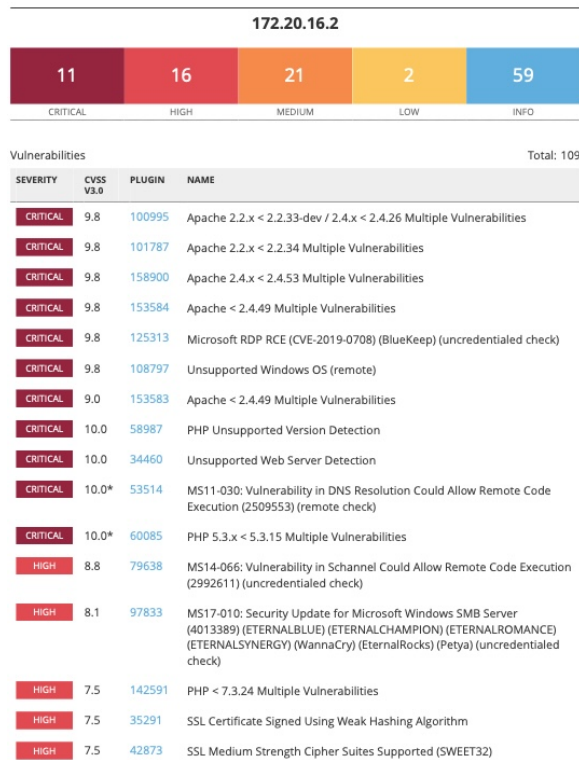 172.20.16.2
11 16 21 2 59
CRITICAL HIGH MEDIUM LOW INFO
Vulnerabilities Total: 109
SEVERITY CVSS V3.0 PLUGIN NAME
CRITICAL 9.8 100995 Apache 2.2.x < 2.2.33-dev / 2.4.x < 2.4.26 Multiple Vulnerabilities
CRITICAL 9.8 101787 Apache 2.2.x < 2.2.34 Multiple Vulnerabilities
CRITICAL 9.8 158900 Apache 2.4.x < 2.4.53 Multiple Vulnerabilities
CRITICAL 9.8 153584 Apache < 2.4.49 Multiple Vulnerabilities
CRITICAL 9.8 125313 Microsoft RDP RCE (CVE-2019-0708) (BlueKeep) (uncredentialed check)
CRITICAL 9.8 108797 Unsupported Windows OS (remote)
CRITICAL 9.0 153583 Apache < 2.4.49 Multiple Vulnerabilities
CRITICAL 10.0 58987 PHP Unsupported Version Detection
CRITICAL 10.0 34460 Unsupported Web Server Detection
CRITICAL 10.0* 53514 MS11-030: Vulnerability in DNS Resolution Could Allow Remote Code
Execution (2509553) (remote check)
CRITICAL 10.0* 60085 PHP 5.3.x < 5.3.15 Multiple Vulnerabilities
HIGH 8.8 79638 MS14-066: Vulnerability in Schannel Could Allow Remote Code Execution
(2992611) (uncredentialed check)
HIGH 8.1 97833 MS17-010: Security Update for Microsoft Windows SMB Server
(4013389) (ETERNALBLUE) (ETERNALCHAMPION) (ETERNALROMANCE)
(ETERNALSYNERGY) (WannaCry) (EternalRocks) (Petya) (uncredentialed
check)
HIGH 7.5 142591 PHP < 7.3.24 Multiple Vulnerabilities
HIGH 7.5 35291 SSL Certificate Signed Using Weak Hashing Algorithm
HIGH 7.5 42873 SSL Medium Strength Cipher Suites Supported (SWEET32)